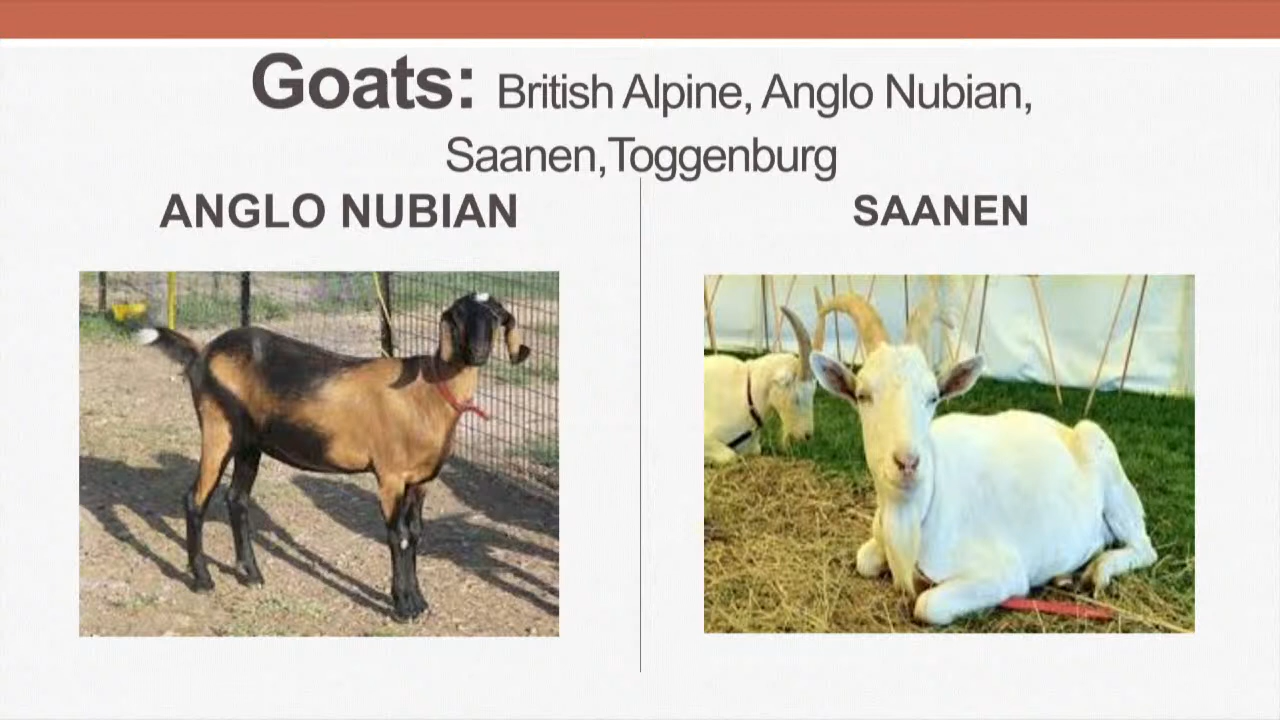 Goats: British Alpine, Anglo Nubian,
Saanen,Toggenburg
ANGLO NUBIAN
SAANEN